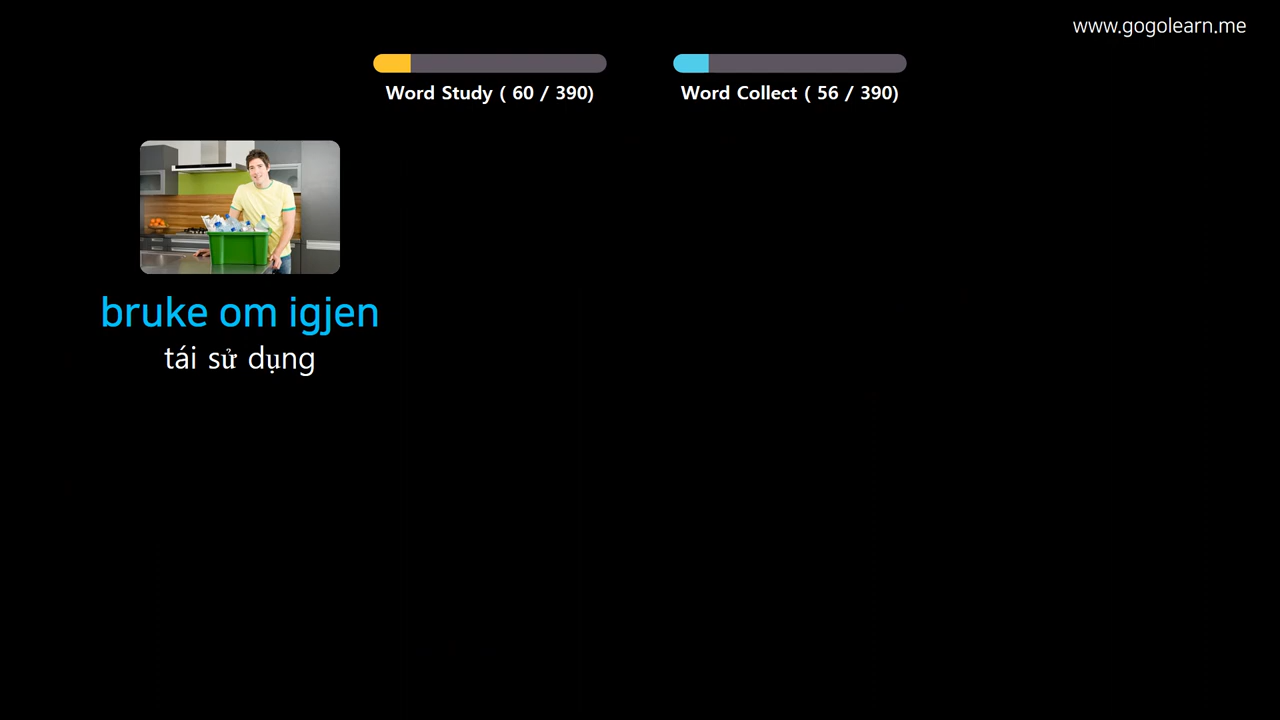 www.gogolearn.me
Word Study ( 60 / 390)
Word Collect ( 56 / 390)
bruke om igjen
tái sử dụng